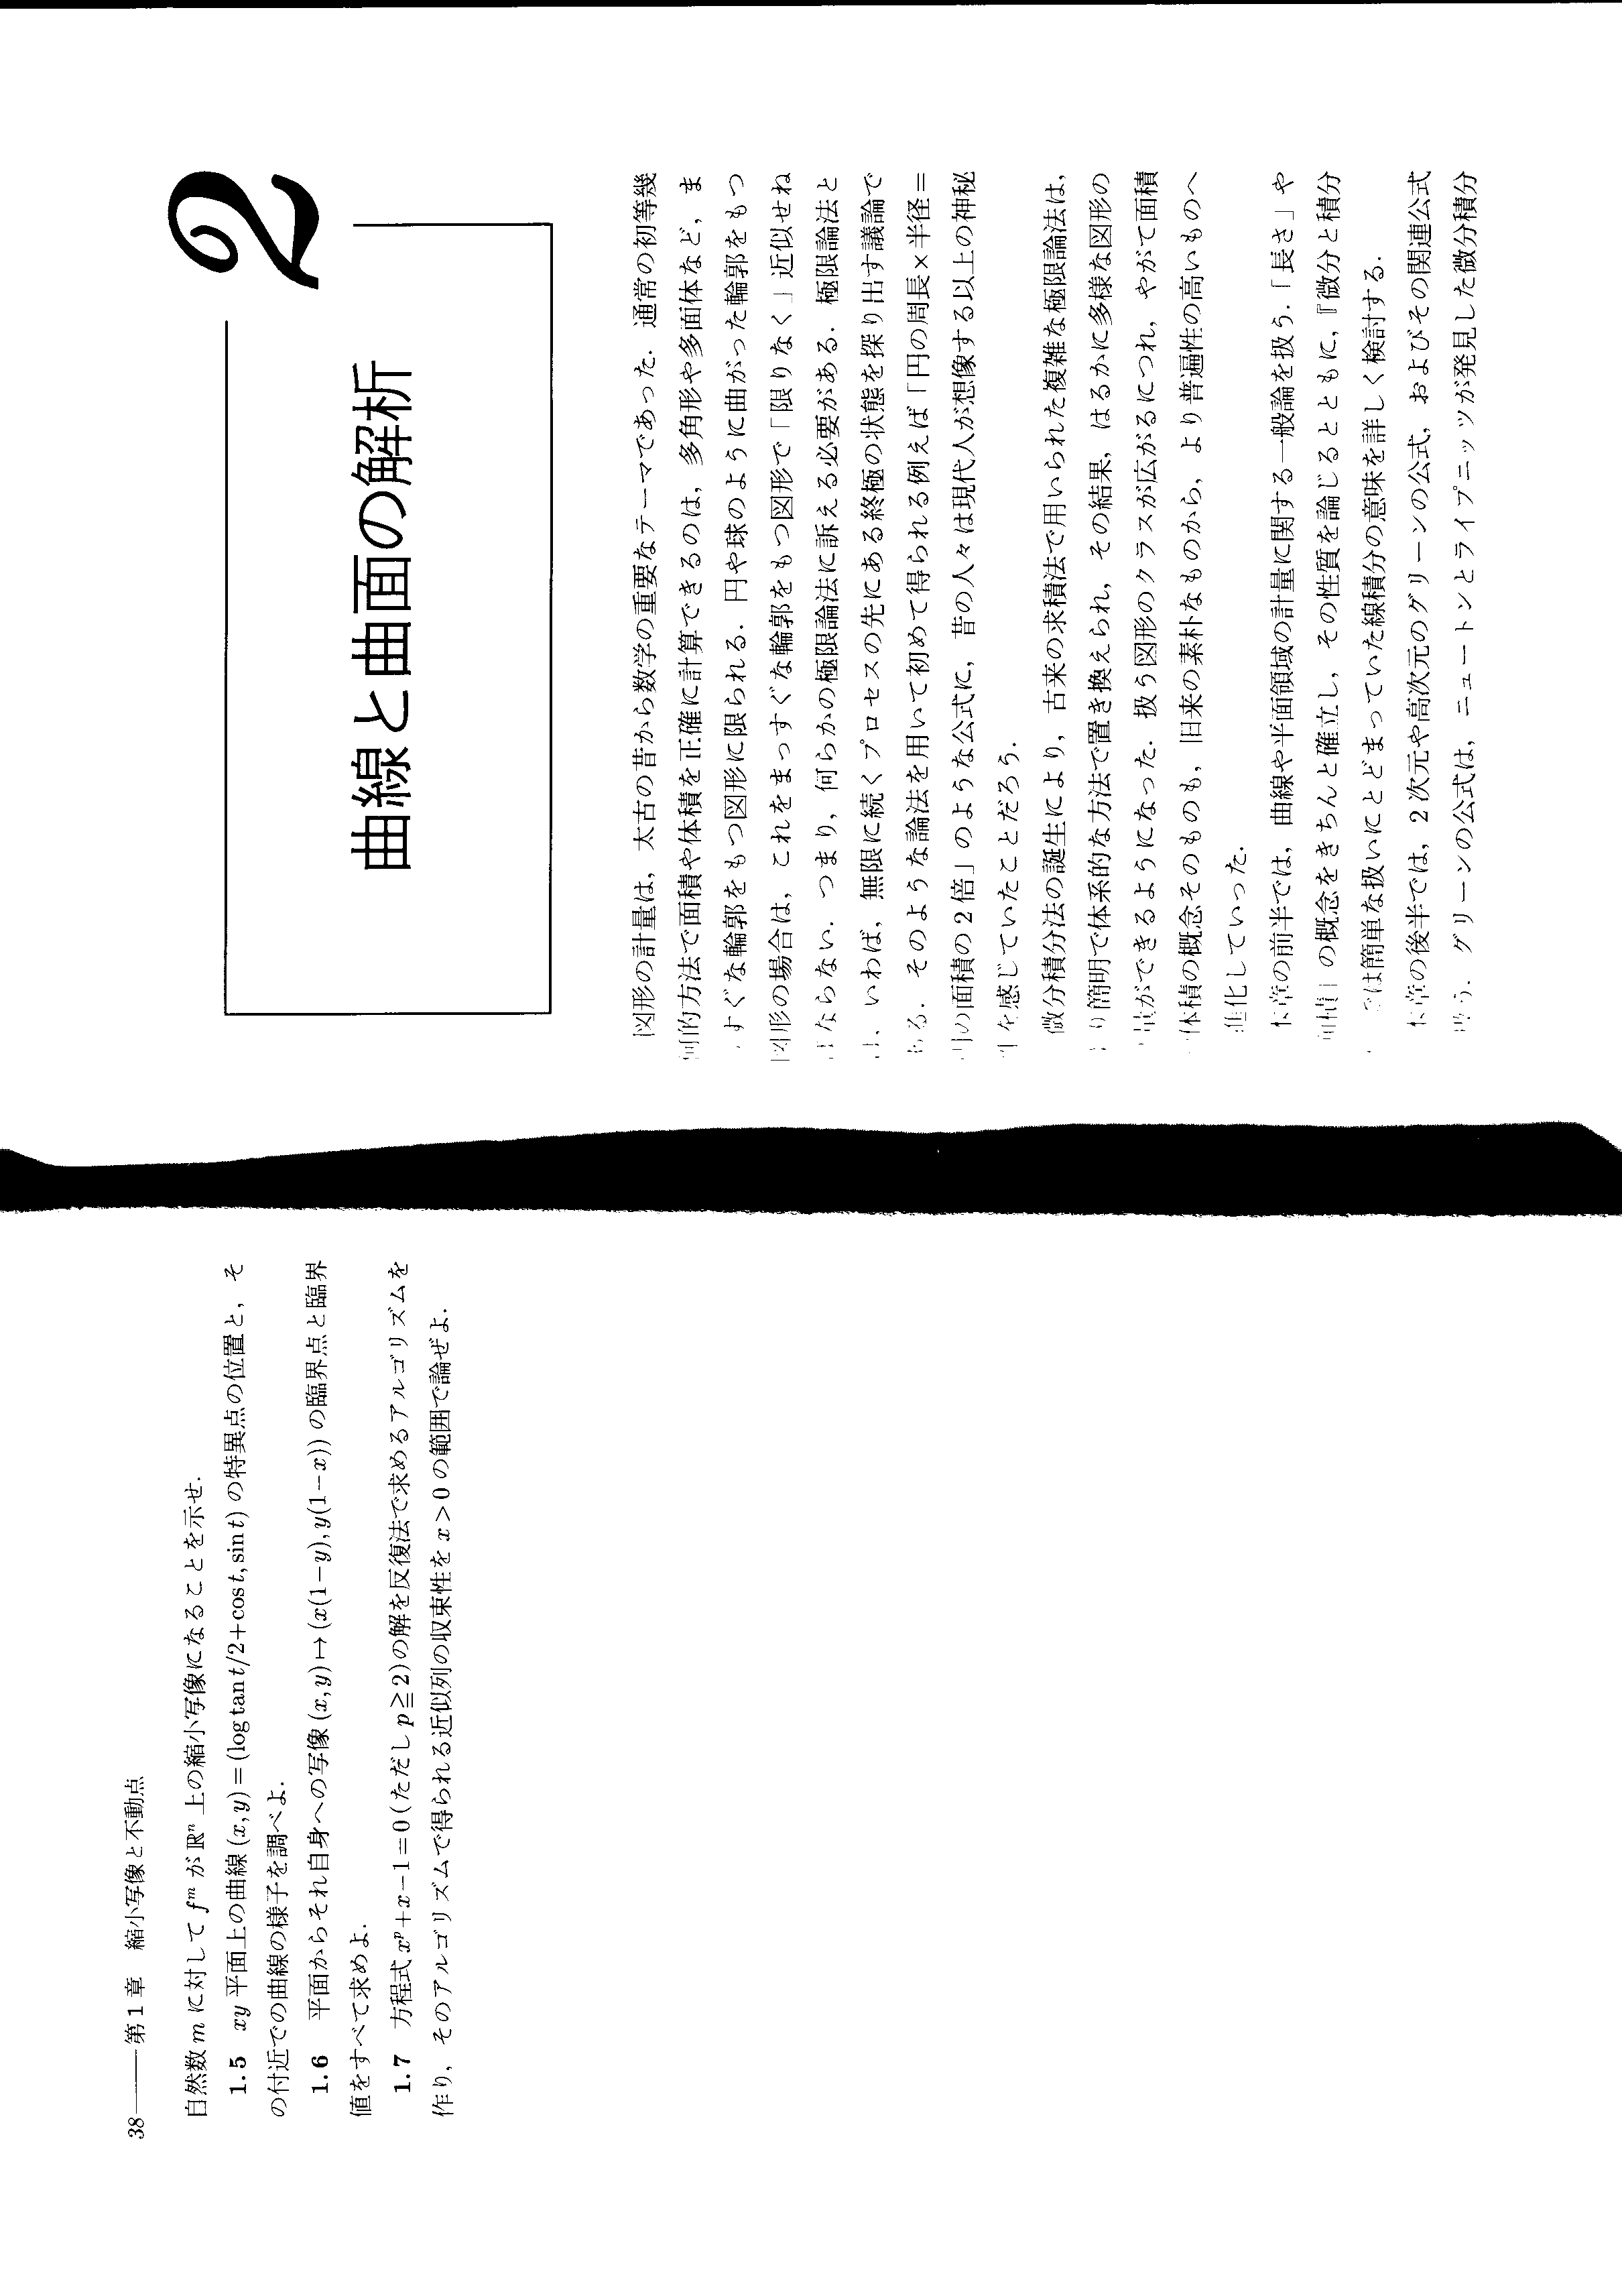 38——第1章 縮小写像と不動点
自然数 m に対して f^m が ℝ^n 上の縮小写像になることを示せ.
1.5 xy 平面上の曲線 (x,y)=(log tan t/2+cos t, sin t) の特異点の位置と, そ
の付近での曲線の様子を調べよ.
1.6 平面からそれ自身への写像 (x,y)↦(x(1−y),y(1−x)) の臨界点と臨界
値をすべて求めよ.
1.7 方程式 x^p+x−1=0(ただし p≧2)の解を反復法で求めるアルゴリズムを
作り, そのアルゴリズムで得られる近似列の収束性を x>0 の範囲で論ぜよ.
2
曲線と曲面の解析
図形の計量は, 太古の昔から数学の重要なテーマであった. 通常の初等幾
何的方法で面積や体積を正確に計算できるのは, 多角形や多面体など, ま
っすぐな輪郭をもつ図形に限られる. 円や球のように曲がった輪郭をもつ
図形の場合は, これをまっすぐな輪郭をもつ図形で「限りなく」近似せね
ばならない. つまり, 何らかの極限論法に訴える必要がある. 極限論法と
は, いわば, 無限に続くプロセスの先にある終極の状態を探り出す議論で
ある. そのような論法を用いて初めて得られる例えば「円の周長×半径=
円の面積の2倍」のような公式に, 昔の人々は現代人が想像する以上の神秘
を感じていたことだろう.
微分積分法の誕生により, 古来の求積法で用いられた複雑な極限論法は,
より簡明で体系的な方法で置き換えられ, その結果, はるかに多様な図形の
計量ができるようになった. 扱う図形のクラスが広がるにつれ, やがて面積
や体積の概念そのものも, 旧来の素朴なものから, より普遍性の高いものへ
進化していった.
本章の前半では, 曲線や平面領域の計量に関する一般論を扱う.「長さ」や
「面積」の概念をきちんと確立し, その性質を論じるとともに,『微分と積分
では簡単な扱いにとどまっていた線積分の意味を詳しく検討する.
本章の後半では, 2次元や高次元のグリーンの公式, およびその関連公式
扱う. グリーンの公式は, ニュートンとライプニッツが発見した微分積分